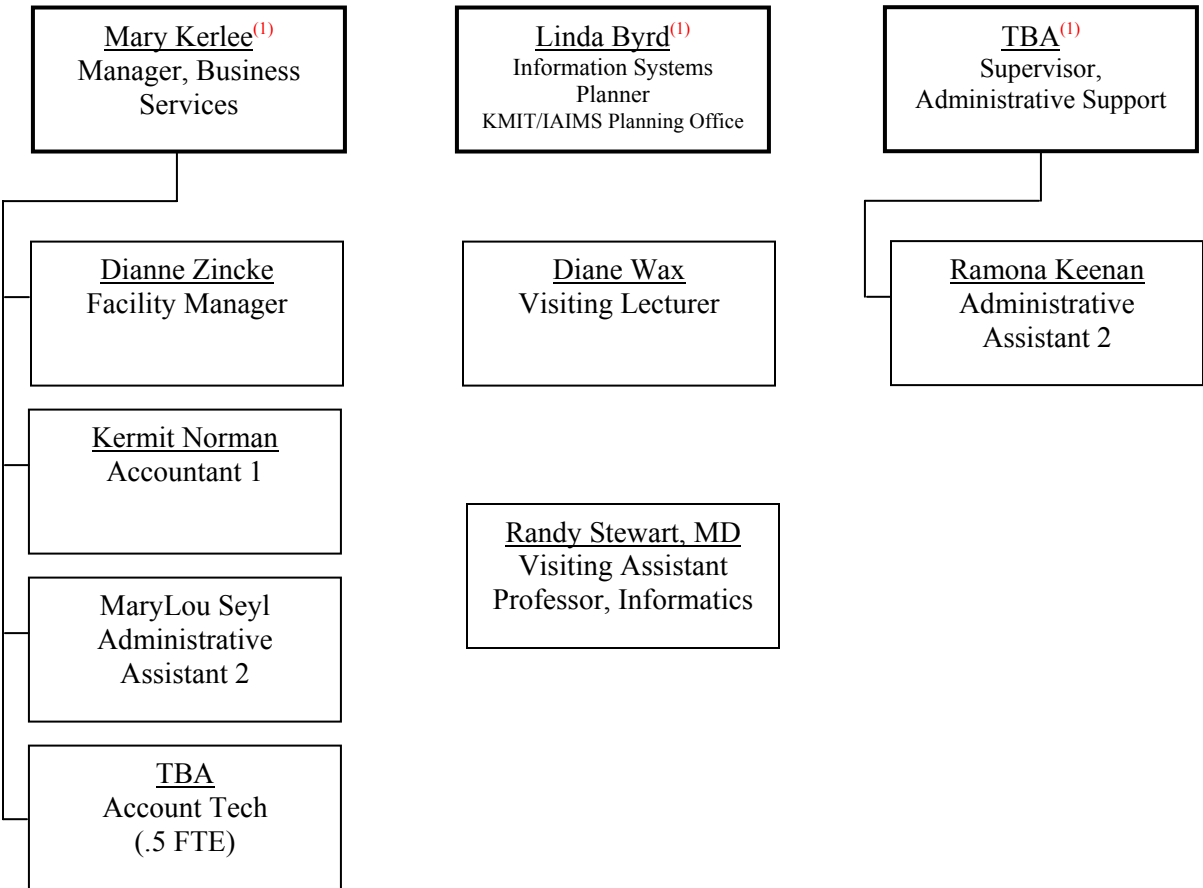 Mary Kerlee(1)
Manager, Business
Services
Linda Byrd(1)
Information Systems
Planner
KMIT/IAIMS Planning Office
TBA(1)
Supervisor,
Administrative Support
Dianne Zincke
Facility Manager
Diane Wax
Visiting Lecturer
Ramona Keenan
Administrative
Assistant 2
Kermit Norman
Accountant 1
Randy Stewart, MD
Visiting Assistant
Professor, Informatics
MaryLou Seyl
Administrative
Assistant 2
TBA
Account Tech
(.5 FTE)